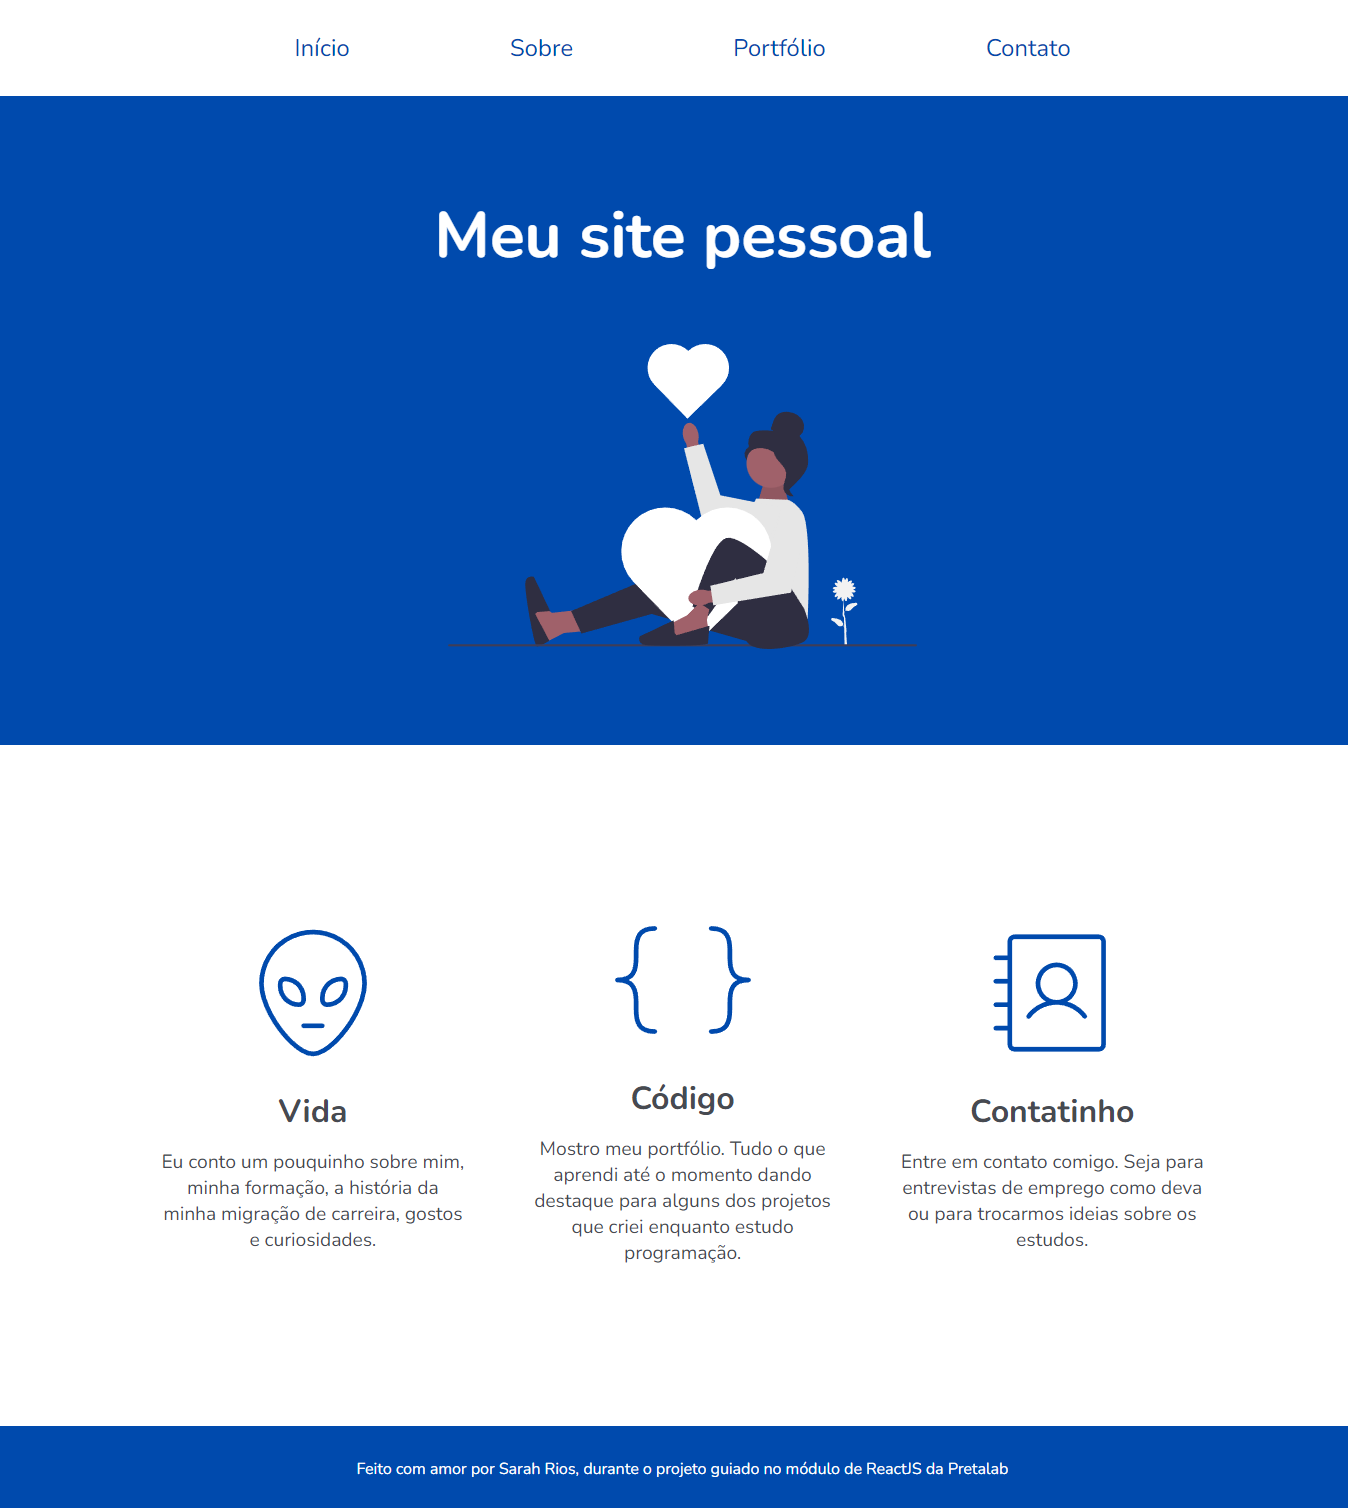 Início
Sobre
Portfólio
Contato
Meu site pessoal
Vida
Eu conto um pouquinho sobre mim,
minha formação, a história da
minha migração de carreira, gostos
e curiosidades.
Código
Mostro meu portfólio. Tudo o que
aprendi até o momento dando
destaque para alguns dos projetos
que criei enquanto estudo
programação.
Contatinho
Entre em contato comigo. Seja para
entrevistas de emprego como deva
ou para trocarmos ideias sobre os
estudos.
Feito com amor por Sarah Rios, durante o projeto guiado no módulo de ReactJS da Pretalab